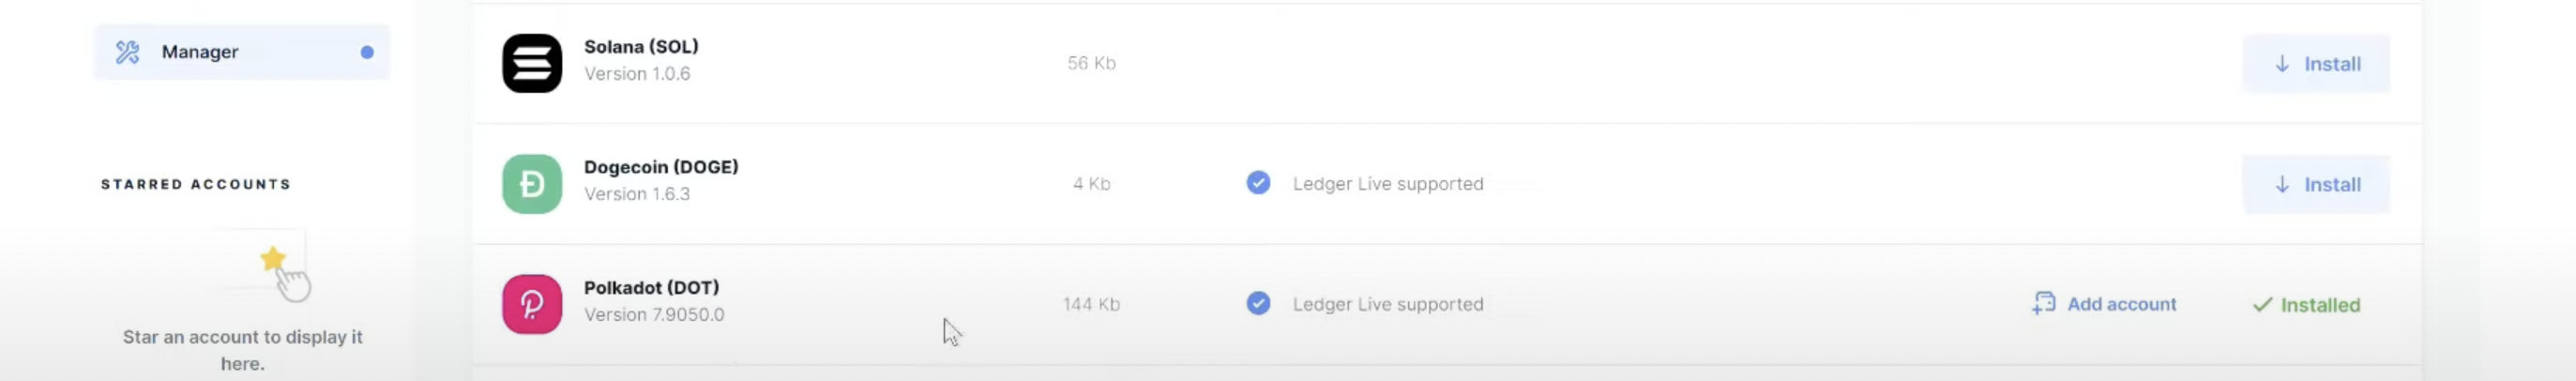 Manager
STARRED ACCOUNTS
Star an account to display it
here.
Solana (SOL)
Version 1.0.6
56 Kb
Install
Dogecoin (DOGE)
Version 1.6.3
4 Kb
Ledger Live supported
Install
Polkadot (DOT)
Version 7.9050.0
144 Kb
Ledger Live supported
Add account
Installed